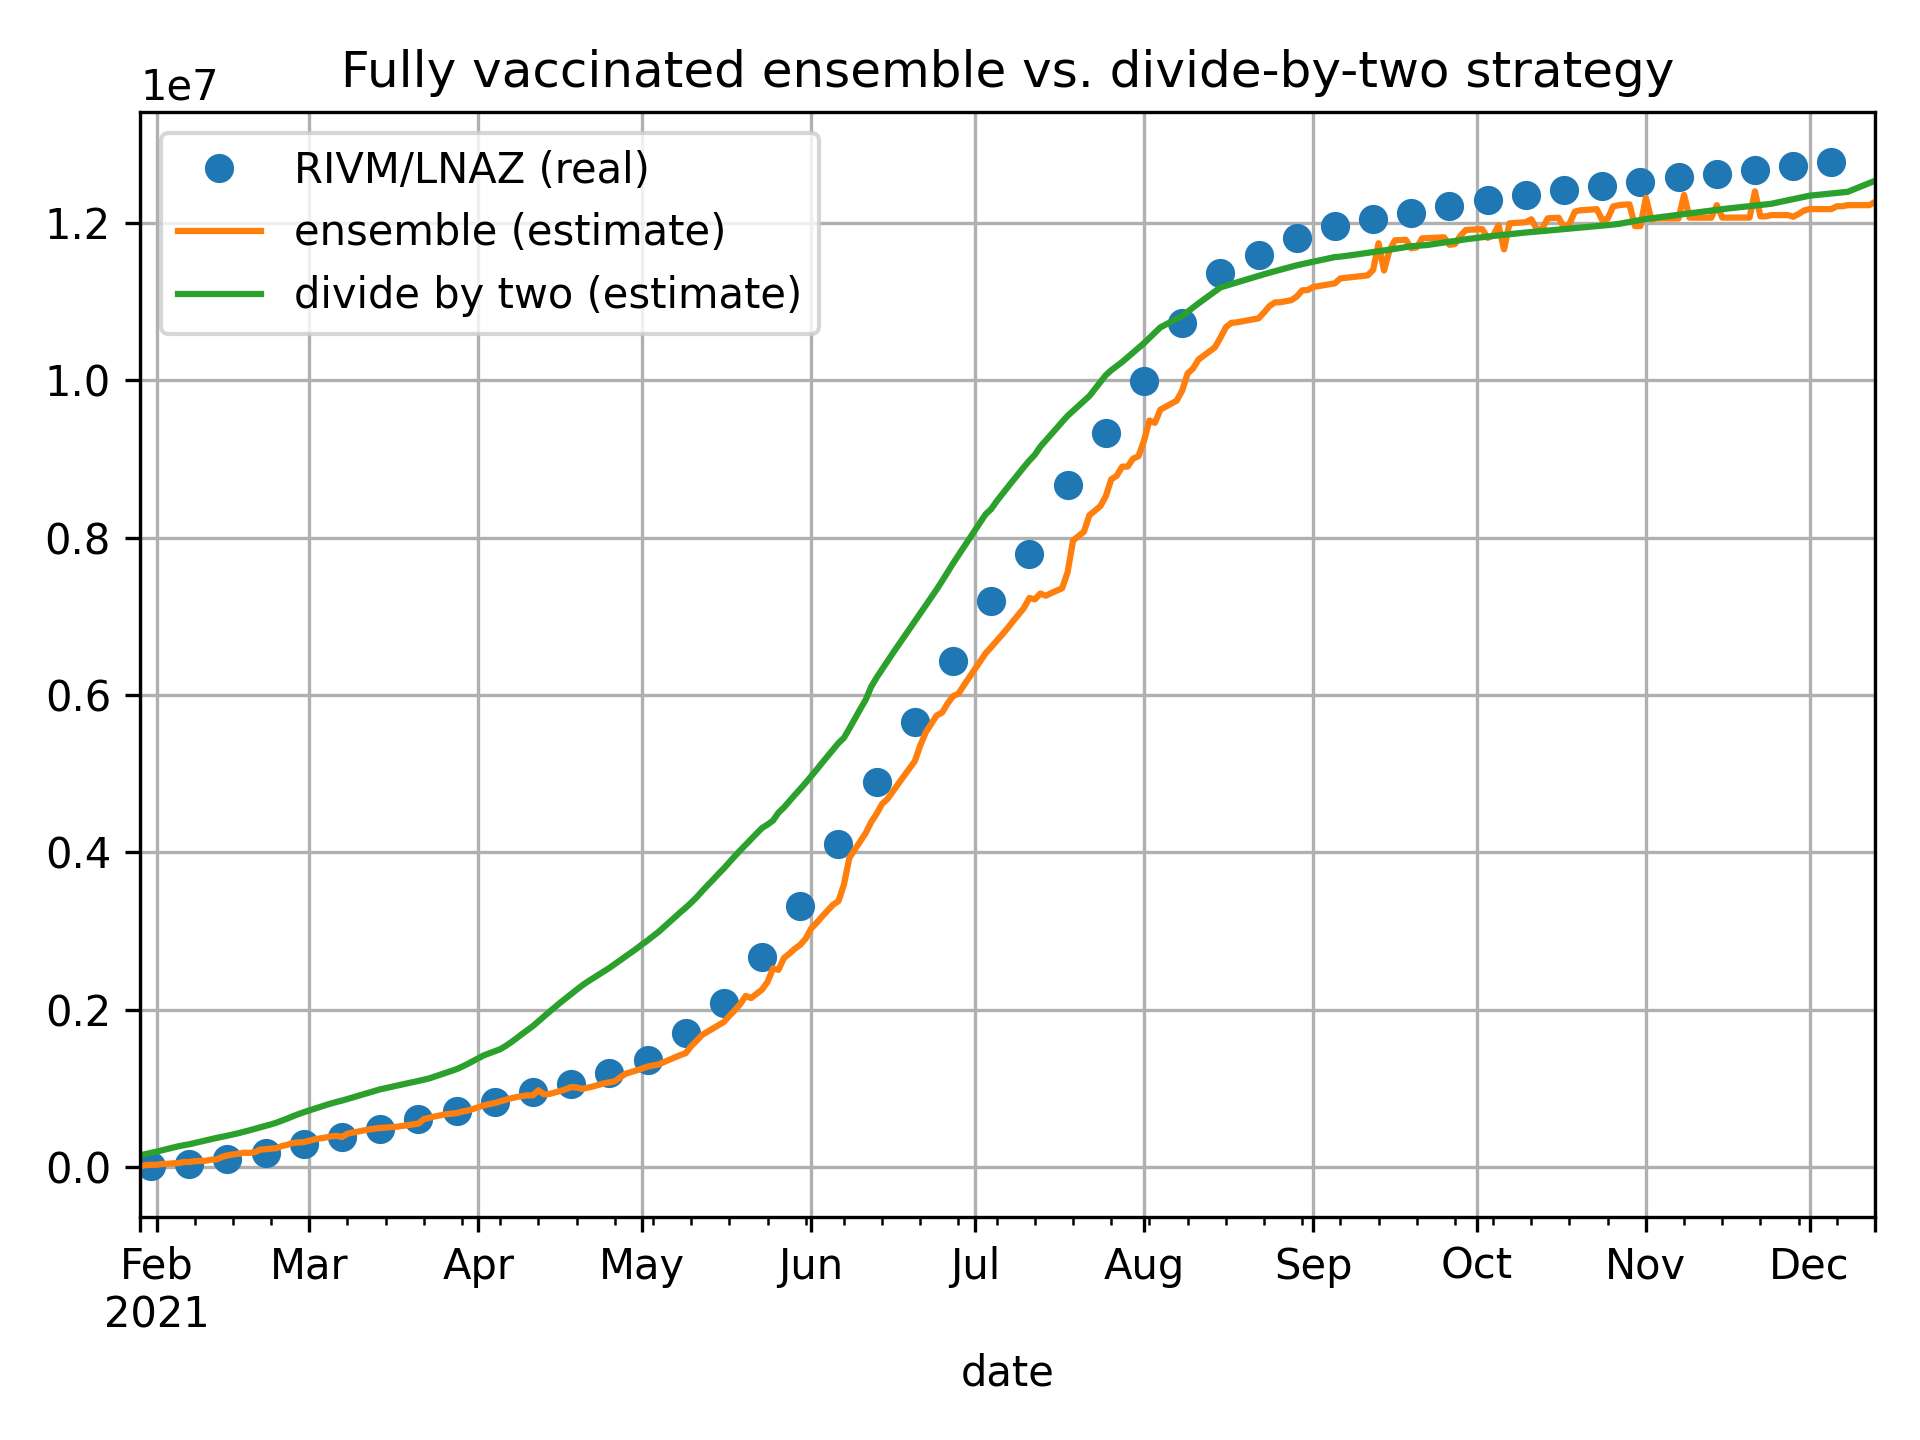 Fully vaccinated ensemble vs. divide-by-two strategy
1e7
RIVM/LNAZ (real)
ensemble (estimate)
divide by two (estimate)
1.2
1.0
0.8
0.6
0.4
0.2
0.0
Feb Mar Apr May Jun Jul Aug Sep Oct Nov Dec
2021
date